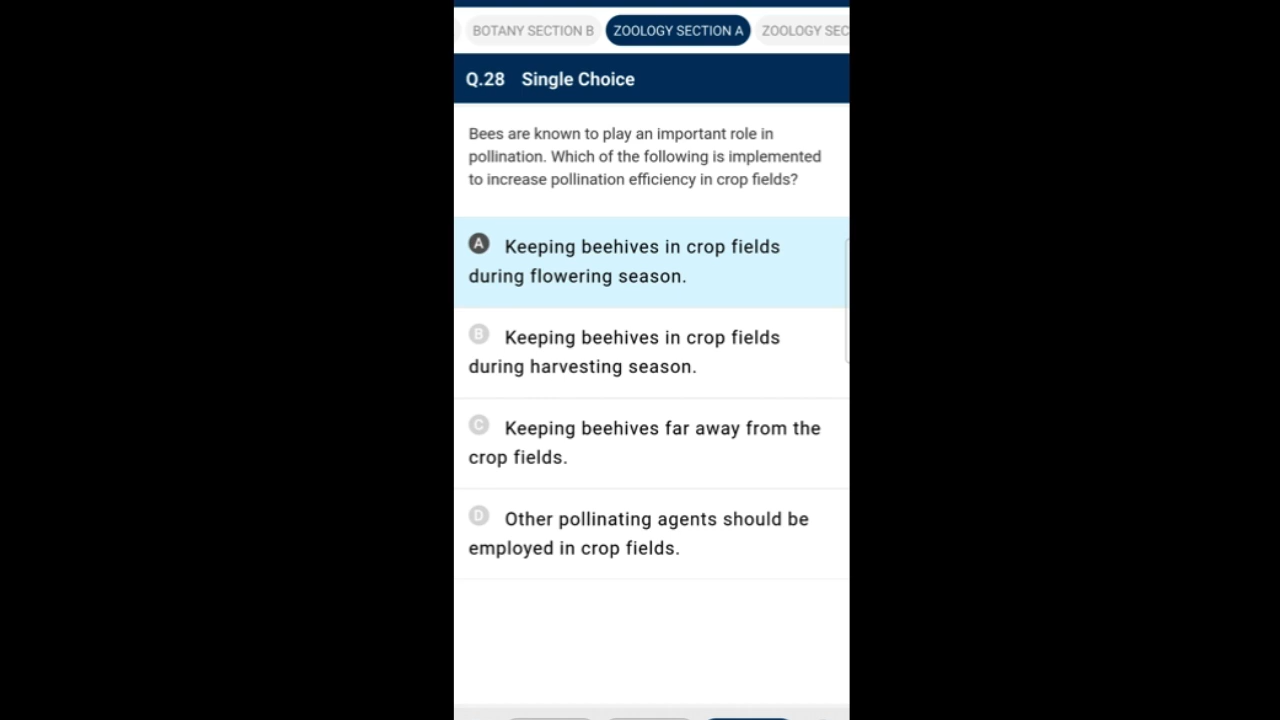 BOTANY SECTION B ZOOLOGY SECTION A ZOOLOGY SEC
Q.28 Single Choice
Bees are known to play an important role in
pollination. Which of the following is implemented
to increase pollination efficiency in crop fields?
A Keeping beehives in crop fields
during flowering season.
B Keeping beehives in crop fields
during harvesting season.
C Keeping beehives far away from the
crop fields.
D Other pollinating agents should be
employed in crop fields.